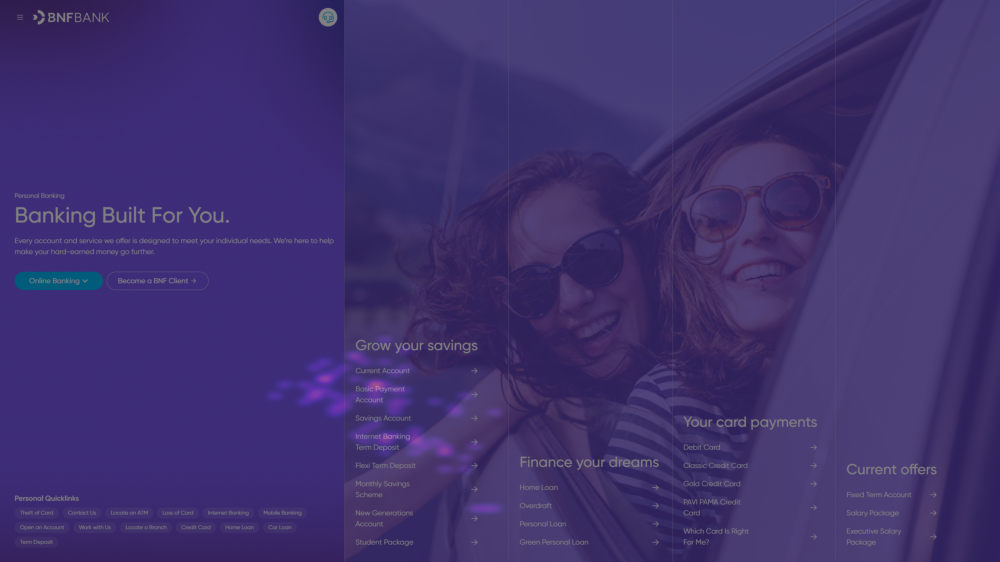 BNFBANK
Personal Banking
Banking Built For You.
Every account and service we offer is designed to meet your individual needs. We're here to help
make your hard-earned money go further.
Online Banking
Become a BNF Client →
Personal Quicklinks
Theft of Card
Contact Us
Locate an ATM
Loss of Card
Internet Banking
Mobile Banking
Open an Account
Work with Us
Locate a Branch
Credit Card
Home Loan
Car Loan
Term Deposit
Grow your savings
Current Account →
Basic Payment
Account →
Savings Account →
Internet Banking
Term Deposit →
Flexi Term Deposit →
Monthly Savings
Scheme →
New Generations
Account →
Student Package →
Finance your dreams
Home Loan →
Overdraft →
Personal Loan →
Green Personal Loan →
Your card payments
Debit Card →
Classic Credit Card →
Gold Credit Card →
PAVI PAMA Credit
Card →
Which Card Is Right
For Me? →
Current offers
Fixed Term Account →
Salary Package →
Executive Salary
Package →